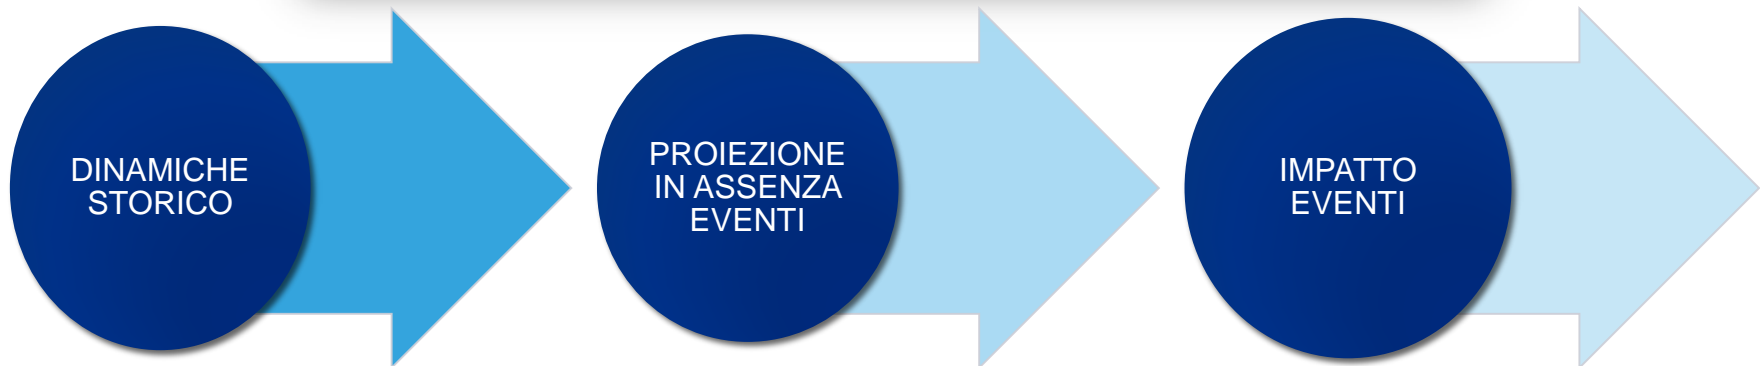 DINAMICHE
STORICO
PROIEZIONE
IN ASSENZA
EVENTI
IMPATTO
EVENTI